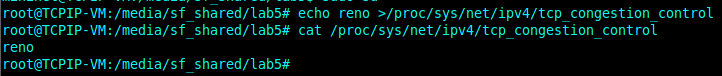 root@TCPIP-VM:/media/sf_shared/lab5# echo reno >/proc/sys/net/ipv4/tcp_congestion_control
root@TCPIP-VM:/media/sf_shared/lab5# cat /proc/sys/net/ipv4/tcp_congestion_control
reno
root@TCPIP-VM:/media/sf_shared/lab5#